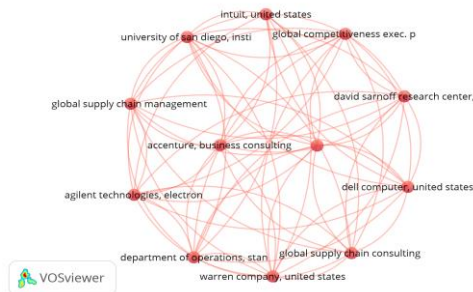 intuit, united states
global competitiveness exec. p
university of san diego, insti
david sarnoff research center,
global supply chain management
accenture, business consulting
dell computer, united states
agilent technologies, electron
department of operations, stan
global supply chain consulting
warren company, united states
VOSviewer